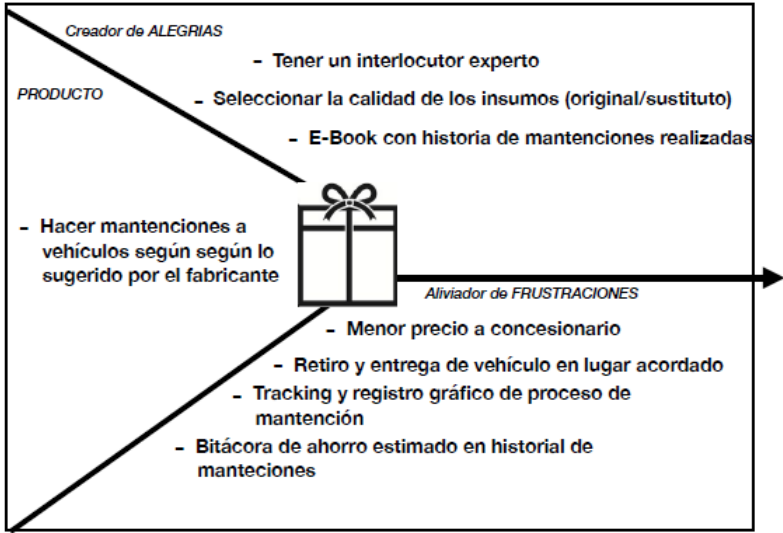 Creador de ALEGRIAS
- Tener un interlocutor experto
PRODUCTO
- Seleccionar la calidad de los insumos (original/sustituto)
- E-Book con historia de mantenciones realizadas
- Hacer mantenciones a
vehículos según según lo
sugerido por el fabricante
Aliviador de FRUSTRACIONES
- Menor precio a concesionario
- Retiro y entrega de vehículo en lugar acordado
- Tracking y registro gráfico de proceso de
mantención
- Bitácora de ahorro estimado en historial de
manteciones